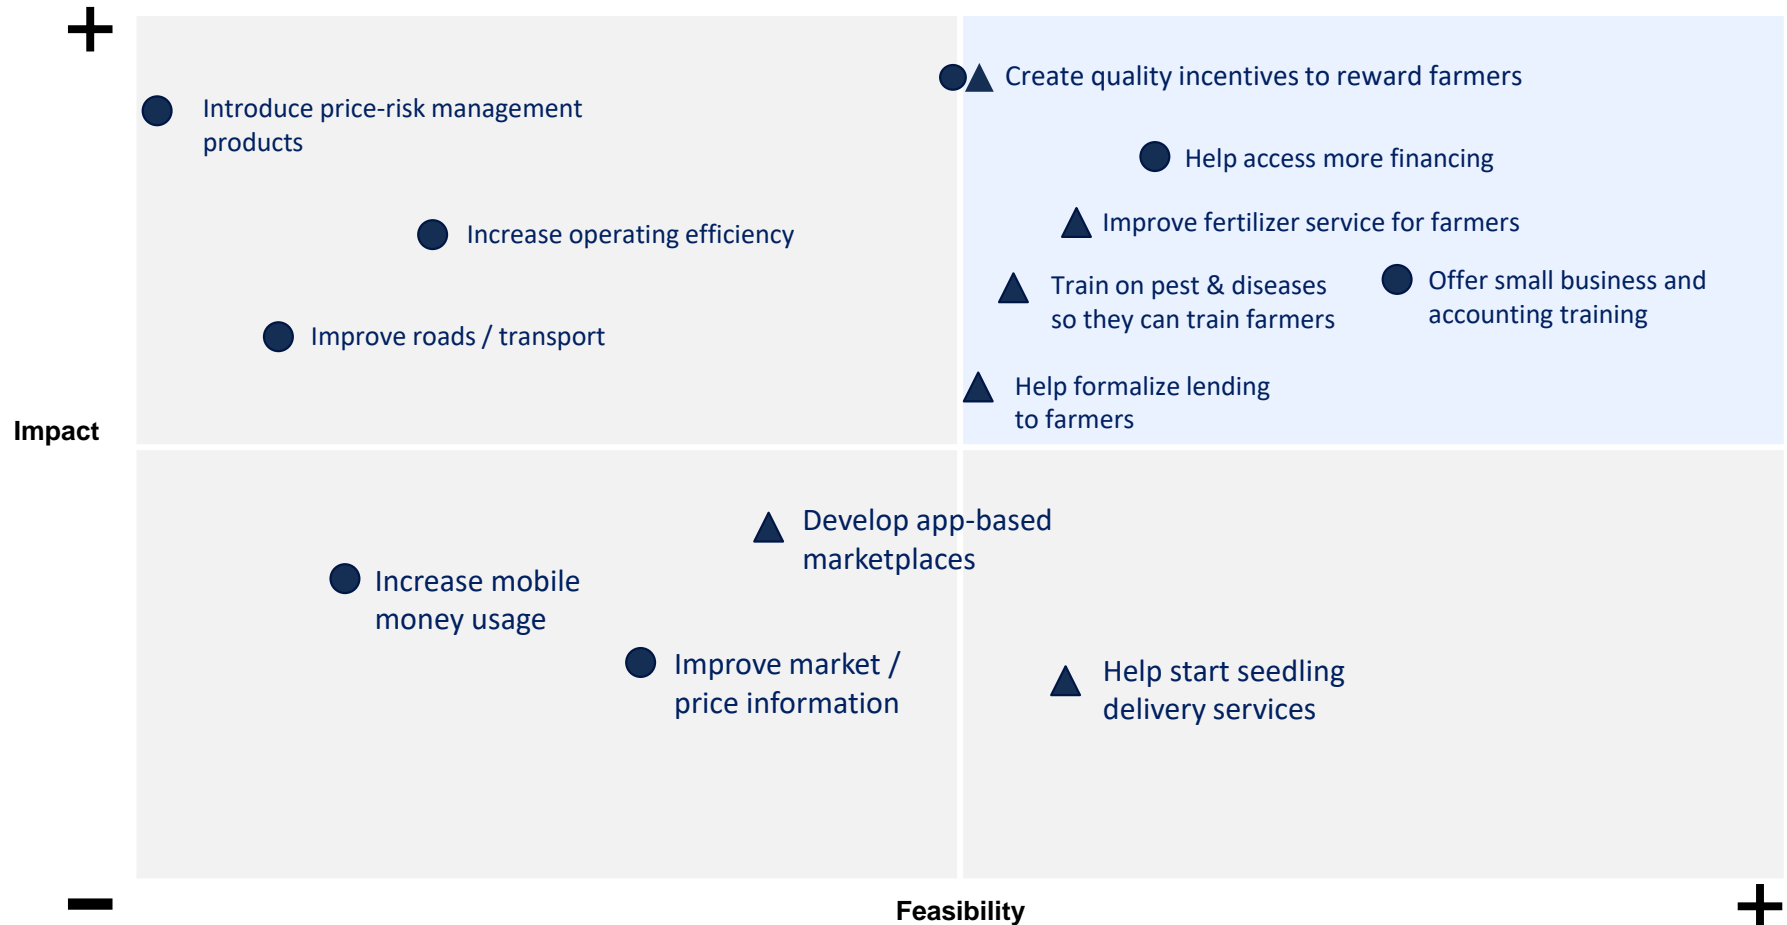 +
Create quality incentives to reward farmers
Introduce price-risk management
products
Help access more financing
Increase operating efficiency
Improve fertilizer service for farmers
Train on pest & diseases
so they can train farmers
Offer small business and
accounting training
Improve roads / transport
Help formalize lending
to farmers
Impact
Develop app-based
marketplaces
Increase mobile
money usage
Improve market /
price information
Help start seedling
delivery services
−
Feasibility
+